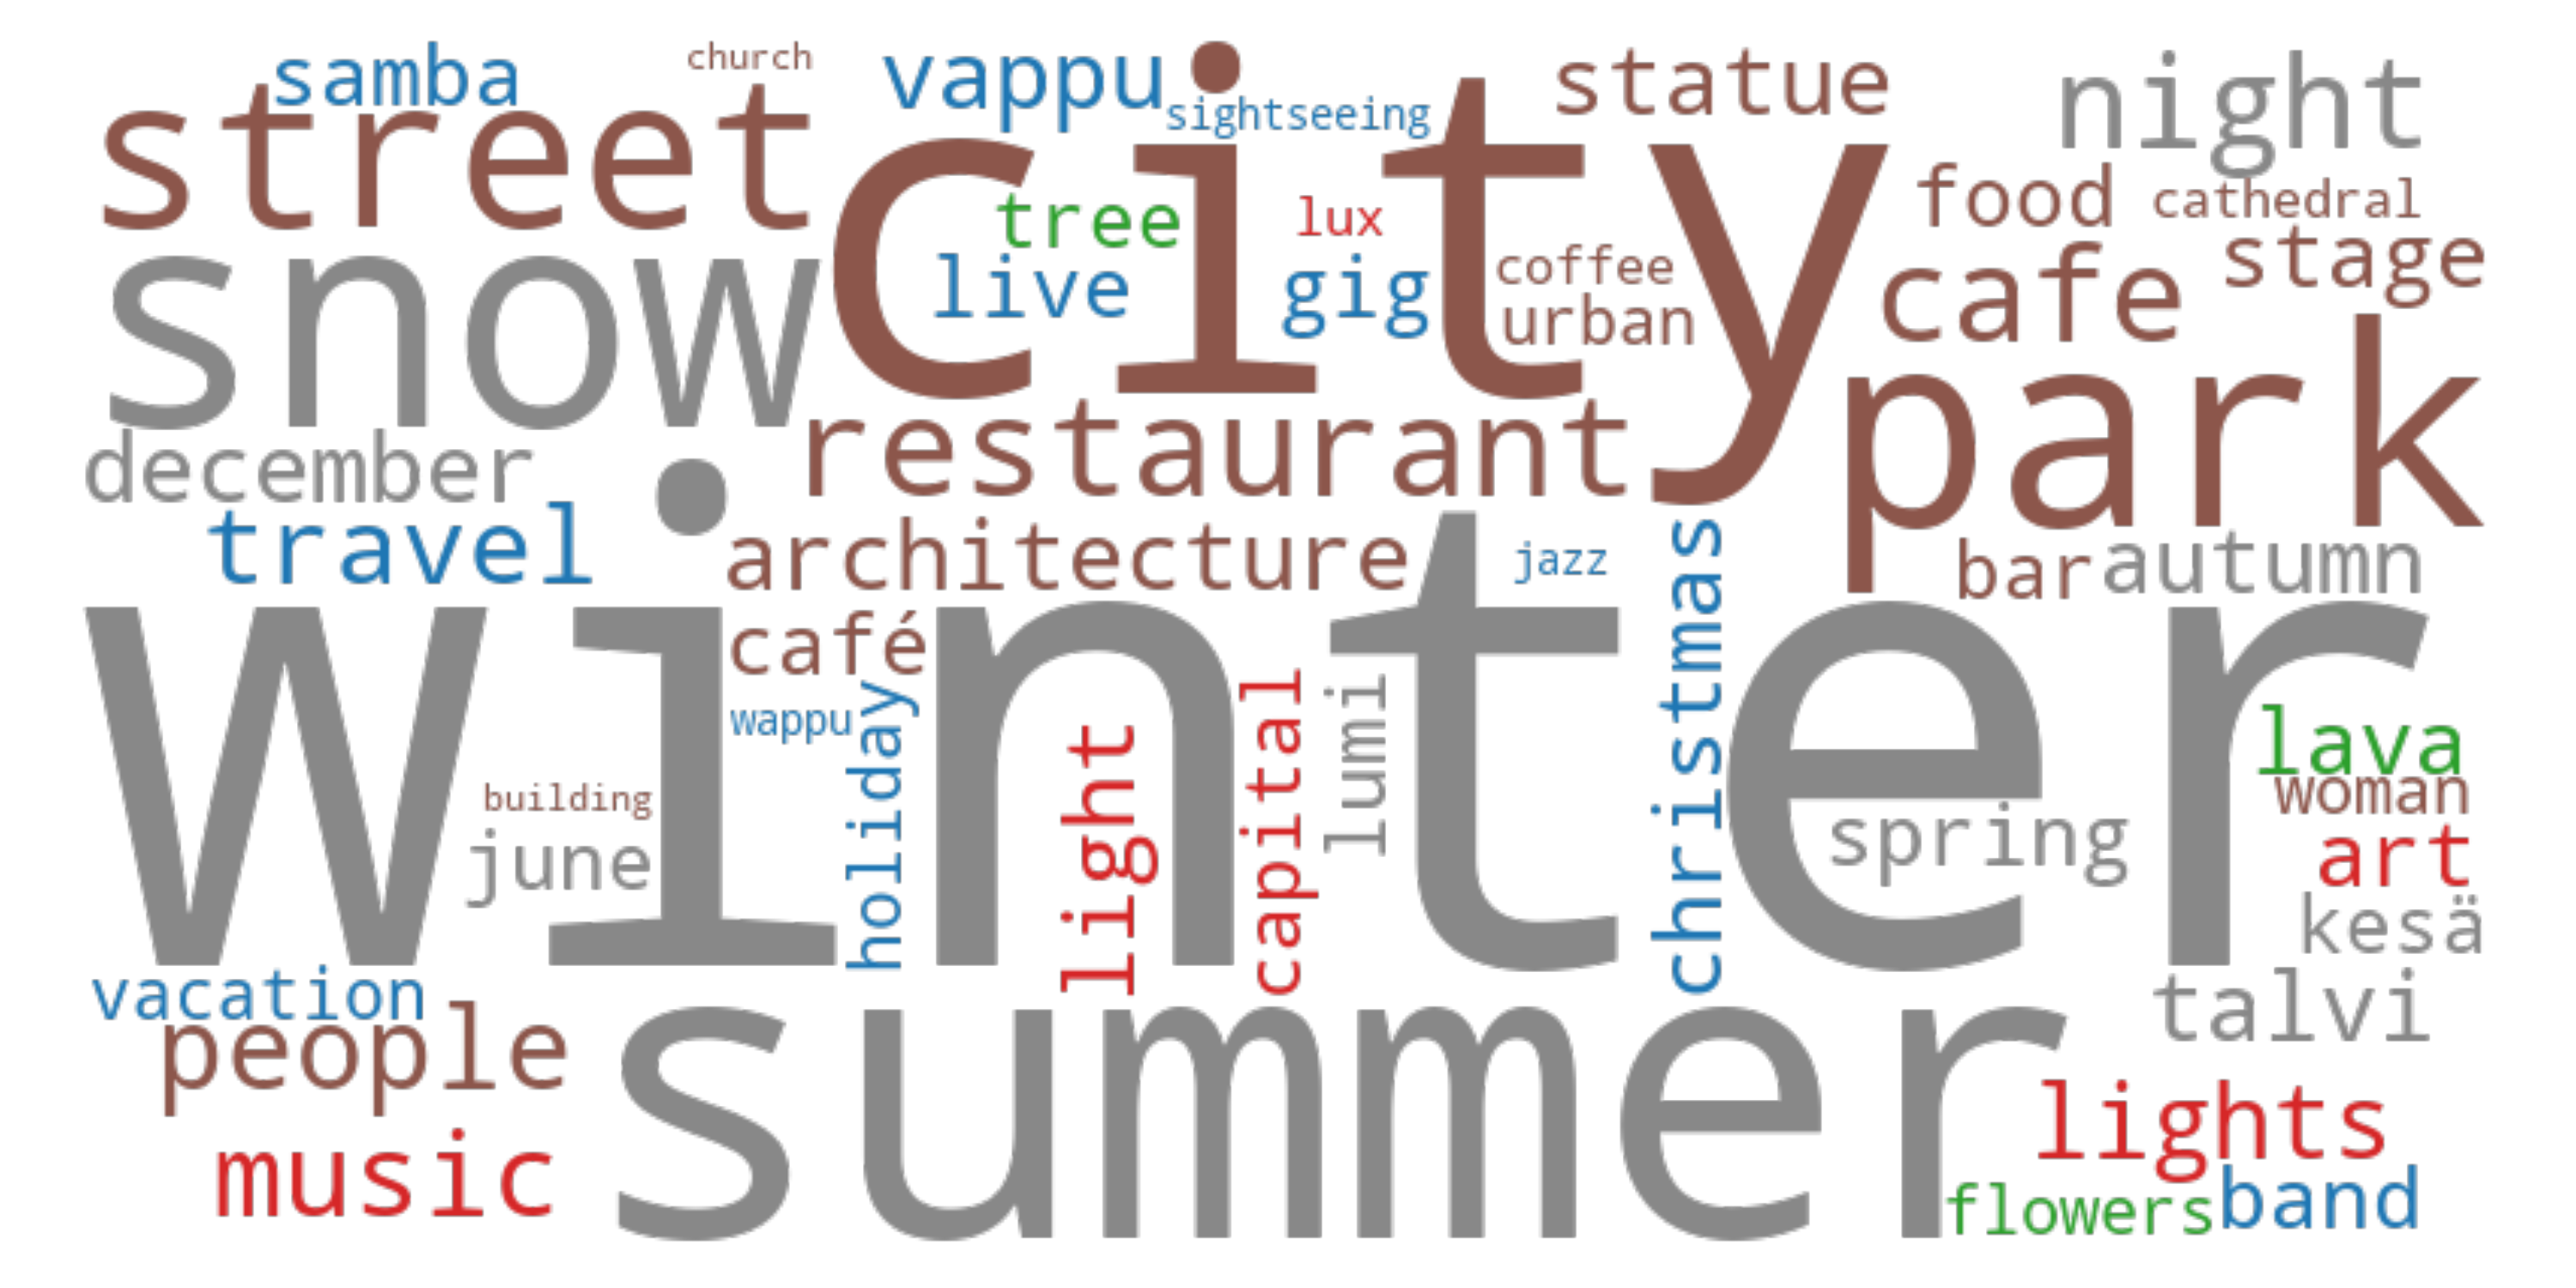 samba
church
vappu
sightseeing
statue
night
street
city
tree
lux
food
cathedral
snow
live
gig
coffee
urban
cafe
stage
december
restaurant
park
travel
architecture
jazz
christmas
bar
autumn
winter
café
wappu
holiday
light
capital
lumi
lava
building
june
spring
woman
art
kesä
vacation
people
summer
talvi
music
lights
flowers
band